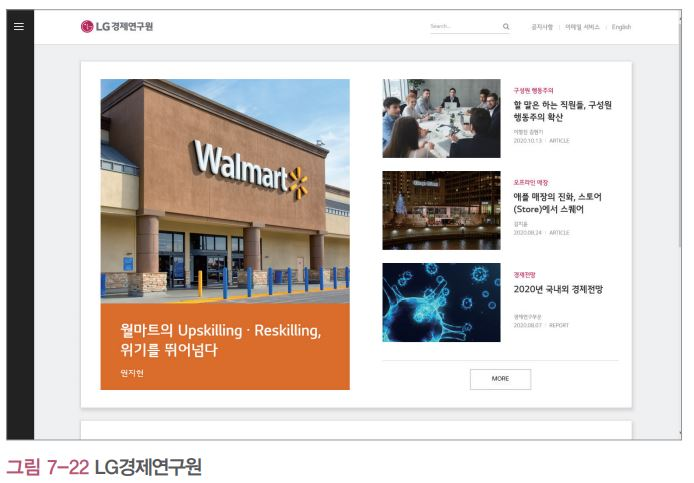 LG경제연구원
Search...
공지사항 | 이메일 서비스 | English
Walmart
월마트의 Upskilling · Reskilling,
위기를 뛰어넘다
원지현
구성원 행동주의
할 말은 하는 직원들, 구성원
행동주의 확산
2020.10.13 | ARTICLE
오프라인 매장
애플 매장의 진화, 스토어
(Store)에서 스퀘어
김지윤
2020.08.24 | ARTICLE
경제전망
2020년 국내외 경제전망
경제연구부문
2020.08.07 | REPORT
MORE
그림 7-22 LG경제연구원